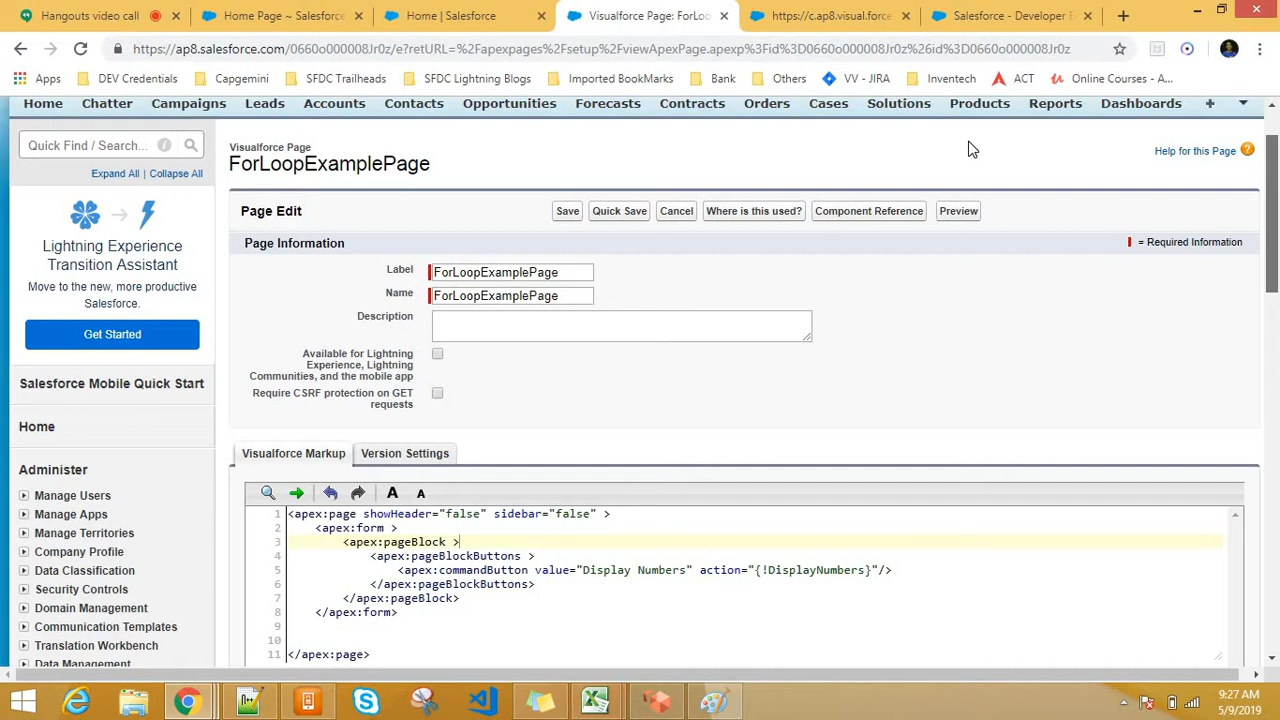 Hangouts video call
Home Page ~ Salesforce
Home | Salesforce
Visualforce Page: ForLo
https://c.ap8.visual.force
Salesforce - Developer E
https://ap8.salesforce.com/0660o000008Jr0z/e?retURL=%2Fapexpages%2Fsetup%2FviewApexPage.apexp%3Fid%3D0660o000008Jr0z%26id%3D0660o000008Jr0z
Apps DEV Credentials Capgemini SFDC Trailheads SFDC Lightning Blogs Imported BookMarks Bank Others VV - JIRA Inventech ACT Online Courses - A...
Home Chatter Campaigns Leads Accounts Contacts Opportunities Forecasts Contracts Orders Cases Solutions Products Reports Dashboards +
Quick Find / Search...
Expand All | Collapse All
Lightning Experience
Transition Assistant
Move to the new, more productive
Salesforce.
Get Started
Salesforce Mobile Quick Start
Home
Administer
Manage Users
Manage Apps
Manage Territories
Company Profile
Data Classification
Security Controls
Domain Management
Communication Templates
Translation Workbench
Data Management
Visualforce Page
ForLoopExamplePage
Help for this Page
Page Edit Save Quick Save Cancel Where is this used? Component Reference Preview
Page Information
= Required Information
Label ForLoopExamplePage
Name ForLoopExamplePage
Description
Available for Lightning
Experience, Lightning
Communities, and the mobile app
Require CSRF protection on GET
requests
Visualforce Markup Version Settings
A A
1 <apex:page showHeader="false" sidebar="false" >
2 <apex:form >
3 <apex:pageBlock >
4 <apex:pageBlockButtons >
5 <apex:commandButton value="Display Numbers" action="{!DisplayNumbers}"/>
6 </apex:pageBlockButtons>
7 </apex:pageBlock>
8 </apex:form>
9
10
11 </apex:page>
9:27 AM
5/9/2019